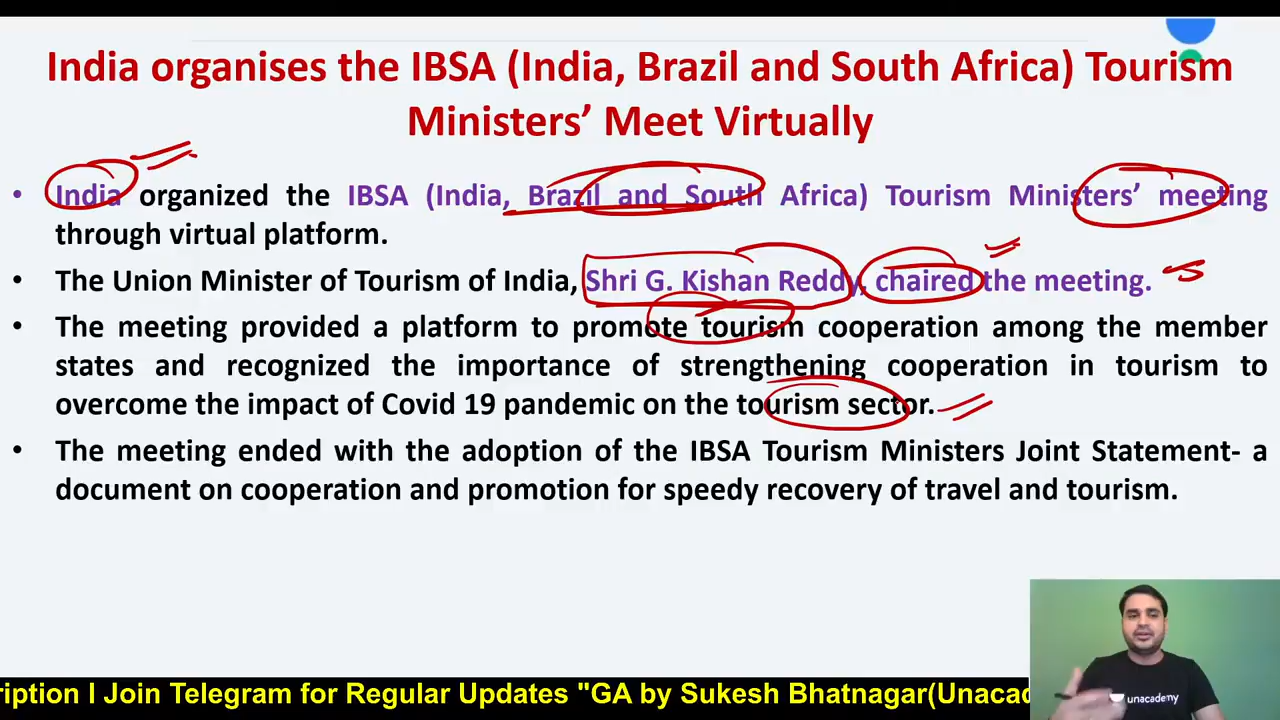 India organises the IBSA (India, Brazil and South Africa) Tourism
Ministers’ Meet Virtually
• India organized the IBSA (India, Brazil and South Africa) Tourism Ministers’ meeting
through virtual platform.
• The Union Minister of Tourism of India, Shri G. Kishan Reddy, chaired the meeting.
• The meeting provided a platform to promote tourism cooperation among the member
states and recognized the importance of strengthening cooperation in tourism to
overcome the impact of Covid 19 pandemic on the tourism sector.
• The meeting ended with the adoption of the IBSA Tourism Ministers Joint Statement- a
document on cooperation and promotion for speedy recovery of travel and tourism.
unacademy
ription I Join Telegram for Regular Updates "GA by Sukesh Bhatnagar(Unacad